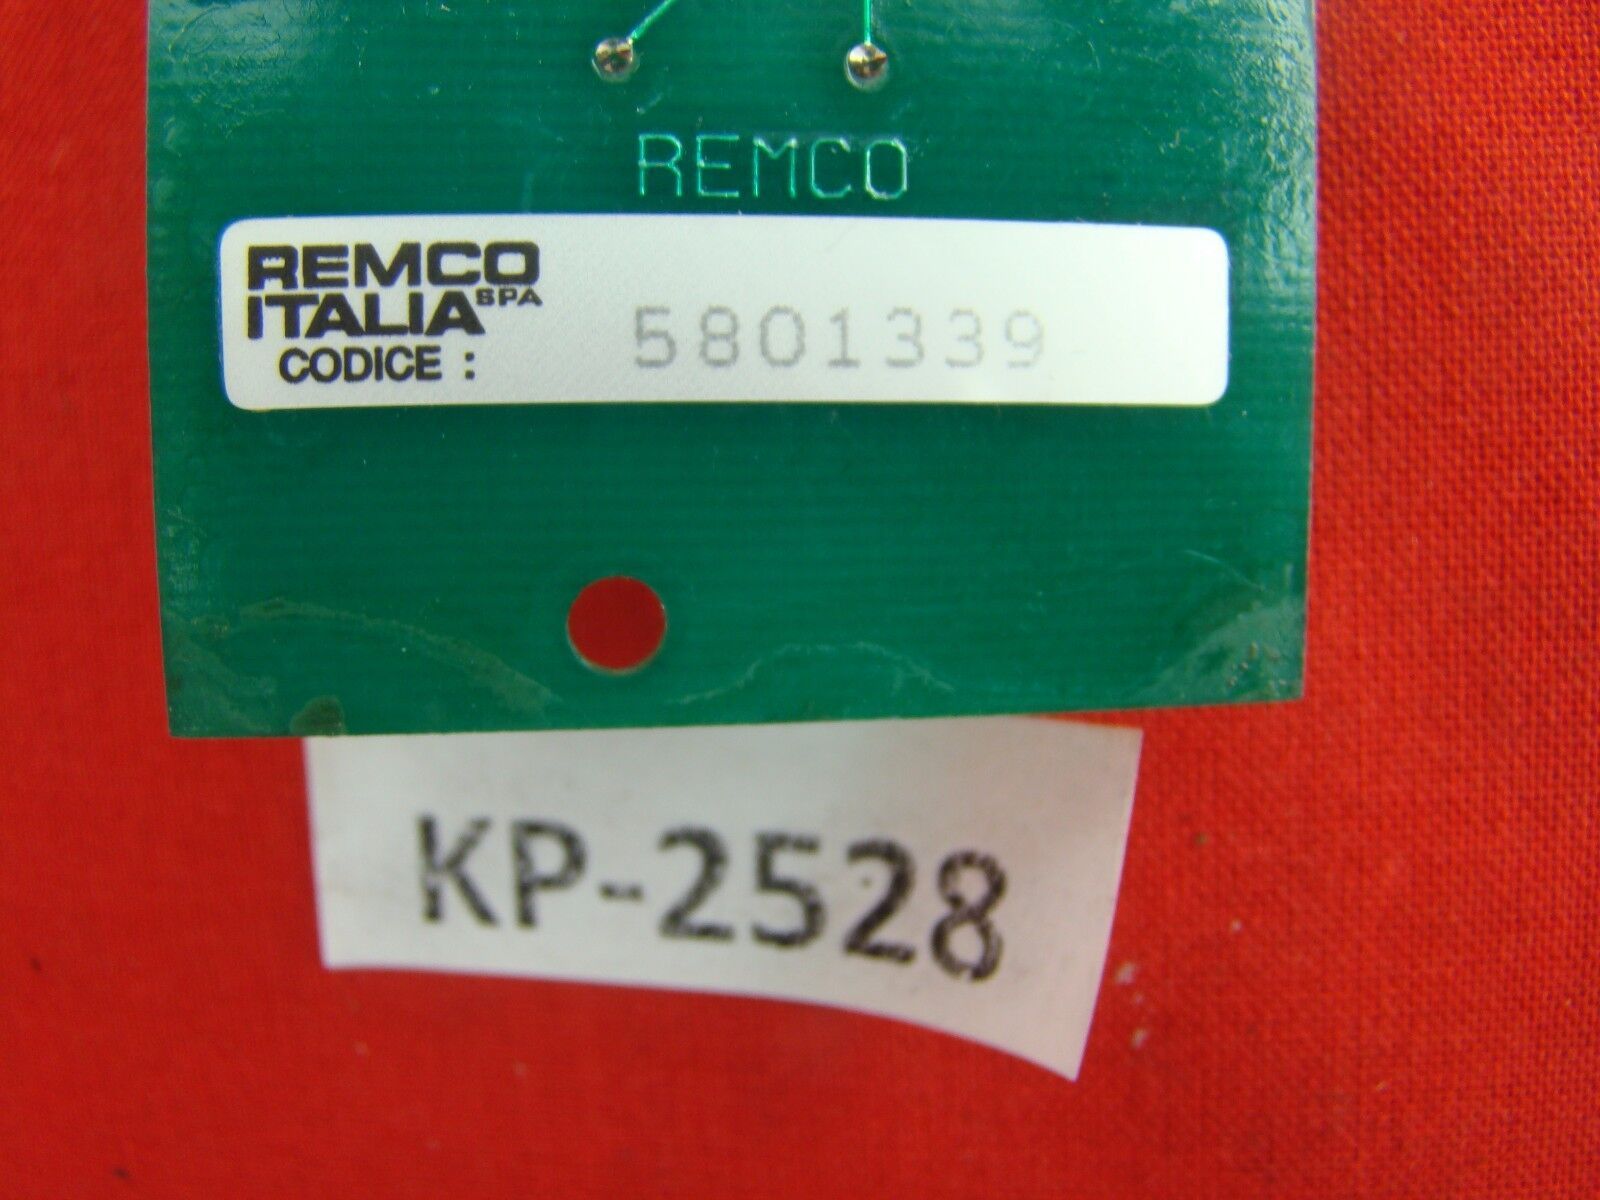 REMCO
REMCO
ITALIA SPA
CODICE : 5801339
KP-2528